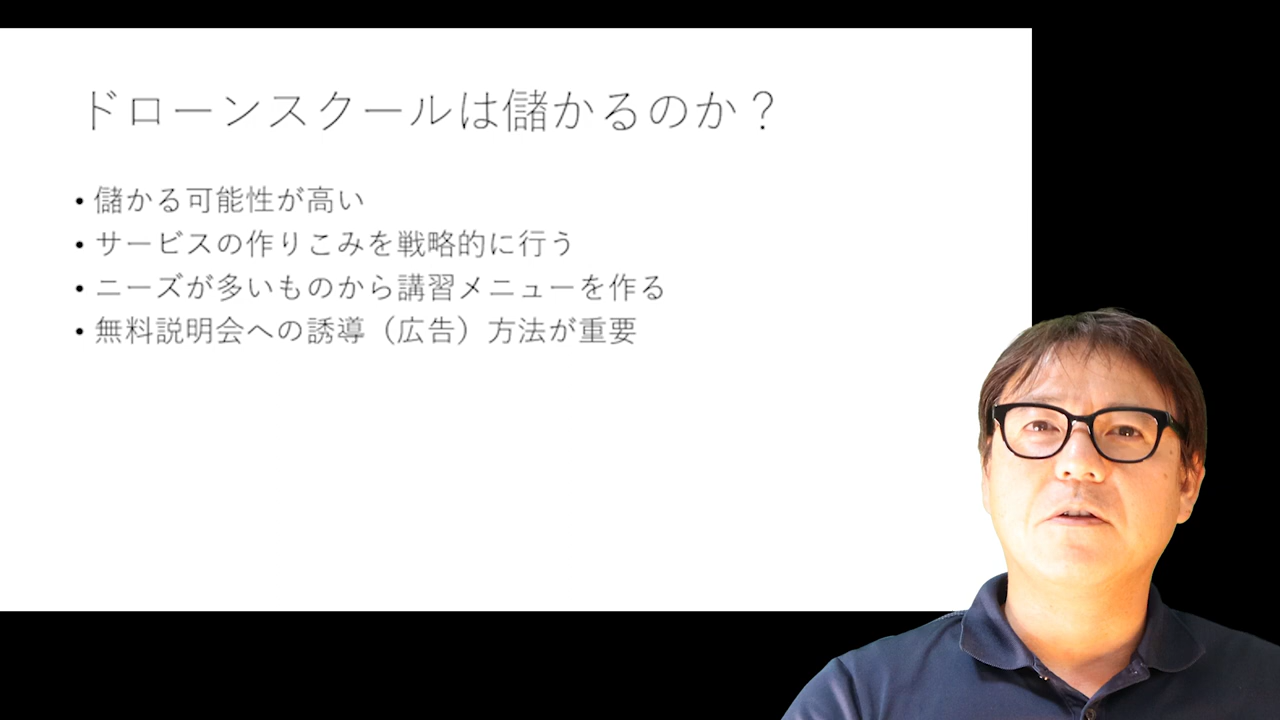 ドローンスクールは儲かるのか？
• 儲かる可能性が高い
• サービスの作りこみを戦略的に行う
• ニーズが多いものから講習メニューを作る
• 無料説明会への誘導（広告）方法が重要